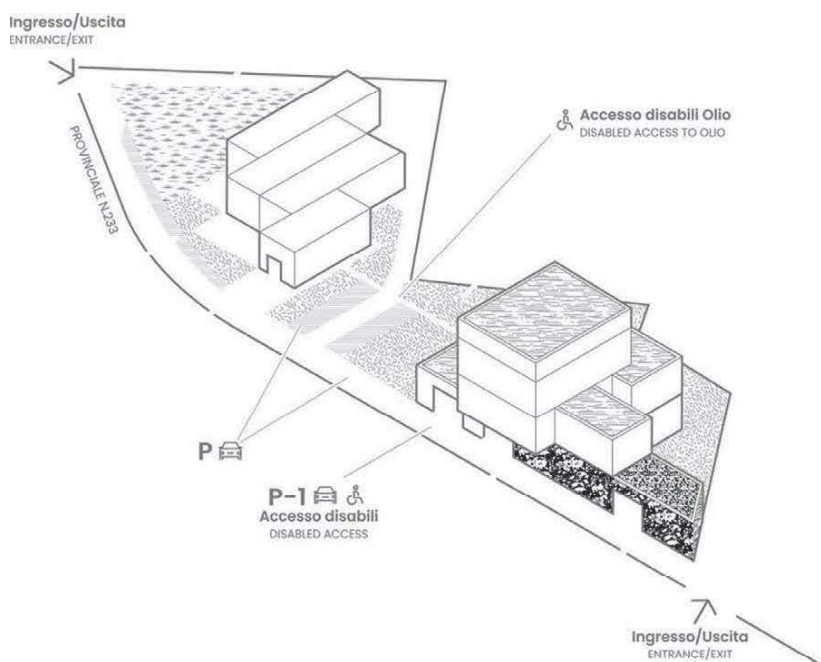 Ingresso/Uscita
ENTRANCE/EXIT
PROVINCIALE N.233
Accesso disabili Olio
DISABLED ACCESS TO OLIO
P
P-1
Accesso disabili
DISABLED ACCESS
Ingresso/Uscita
ENTRANCE/EXIT